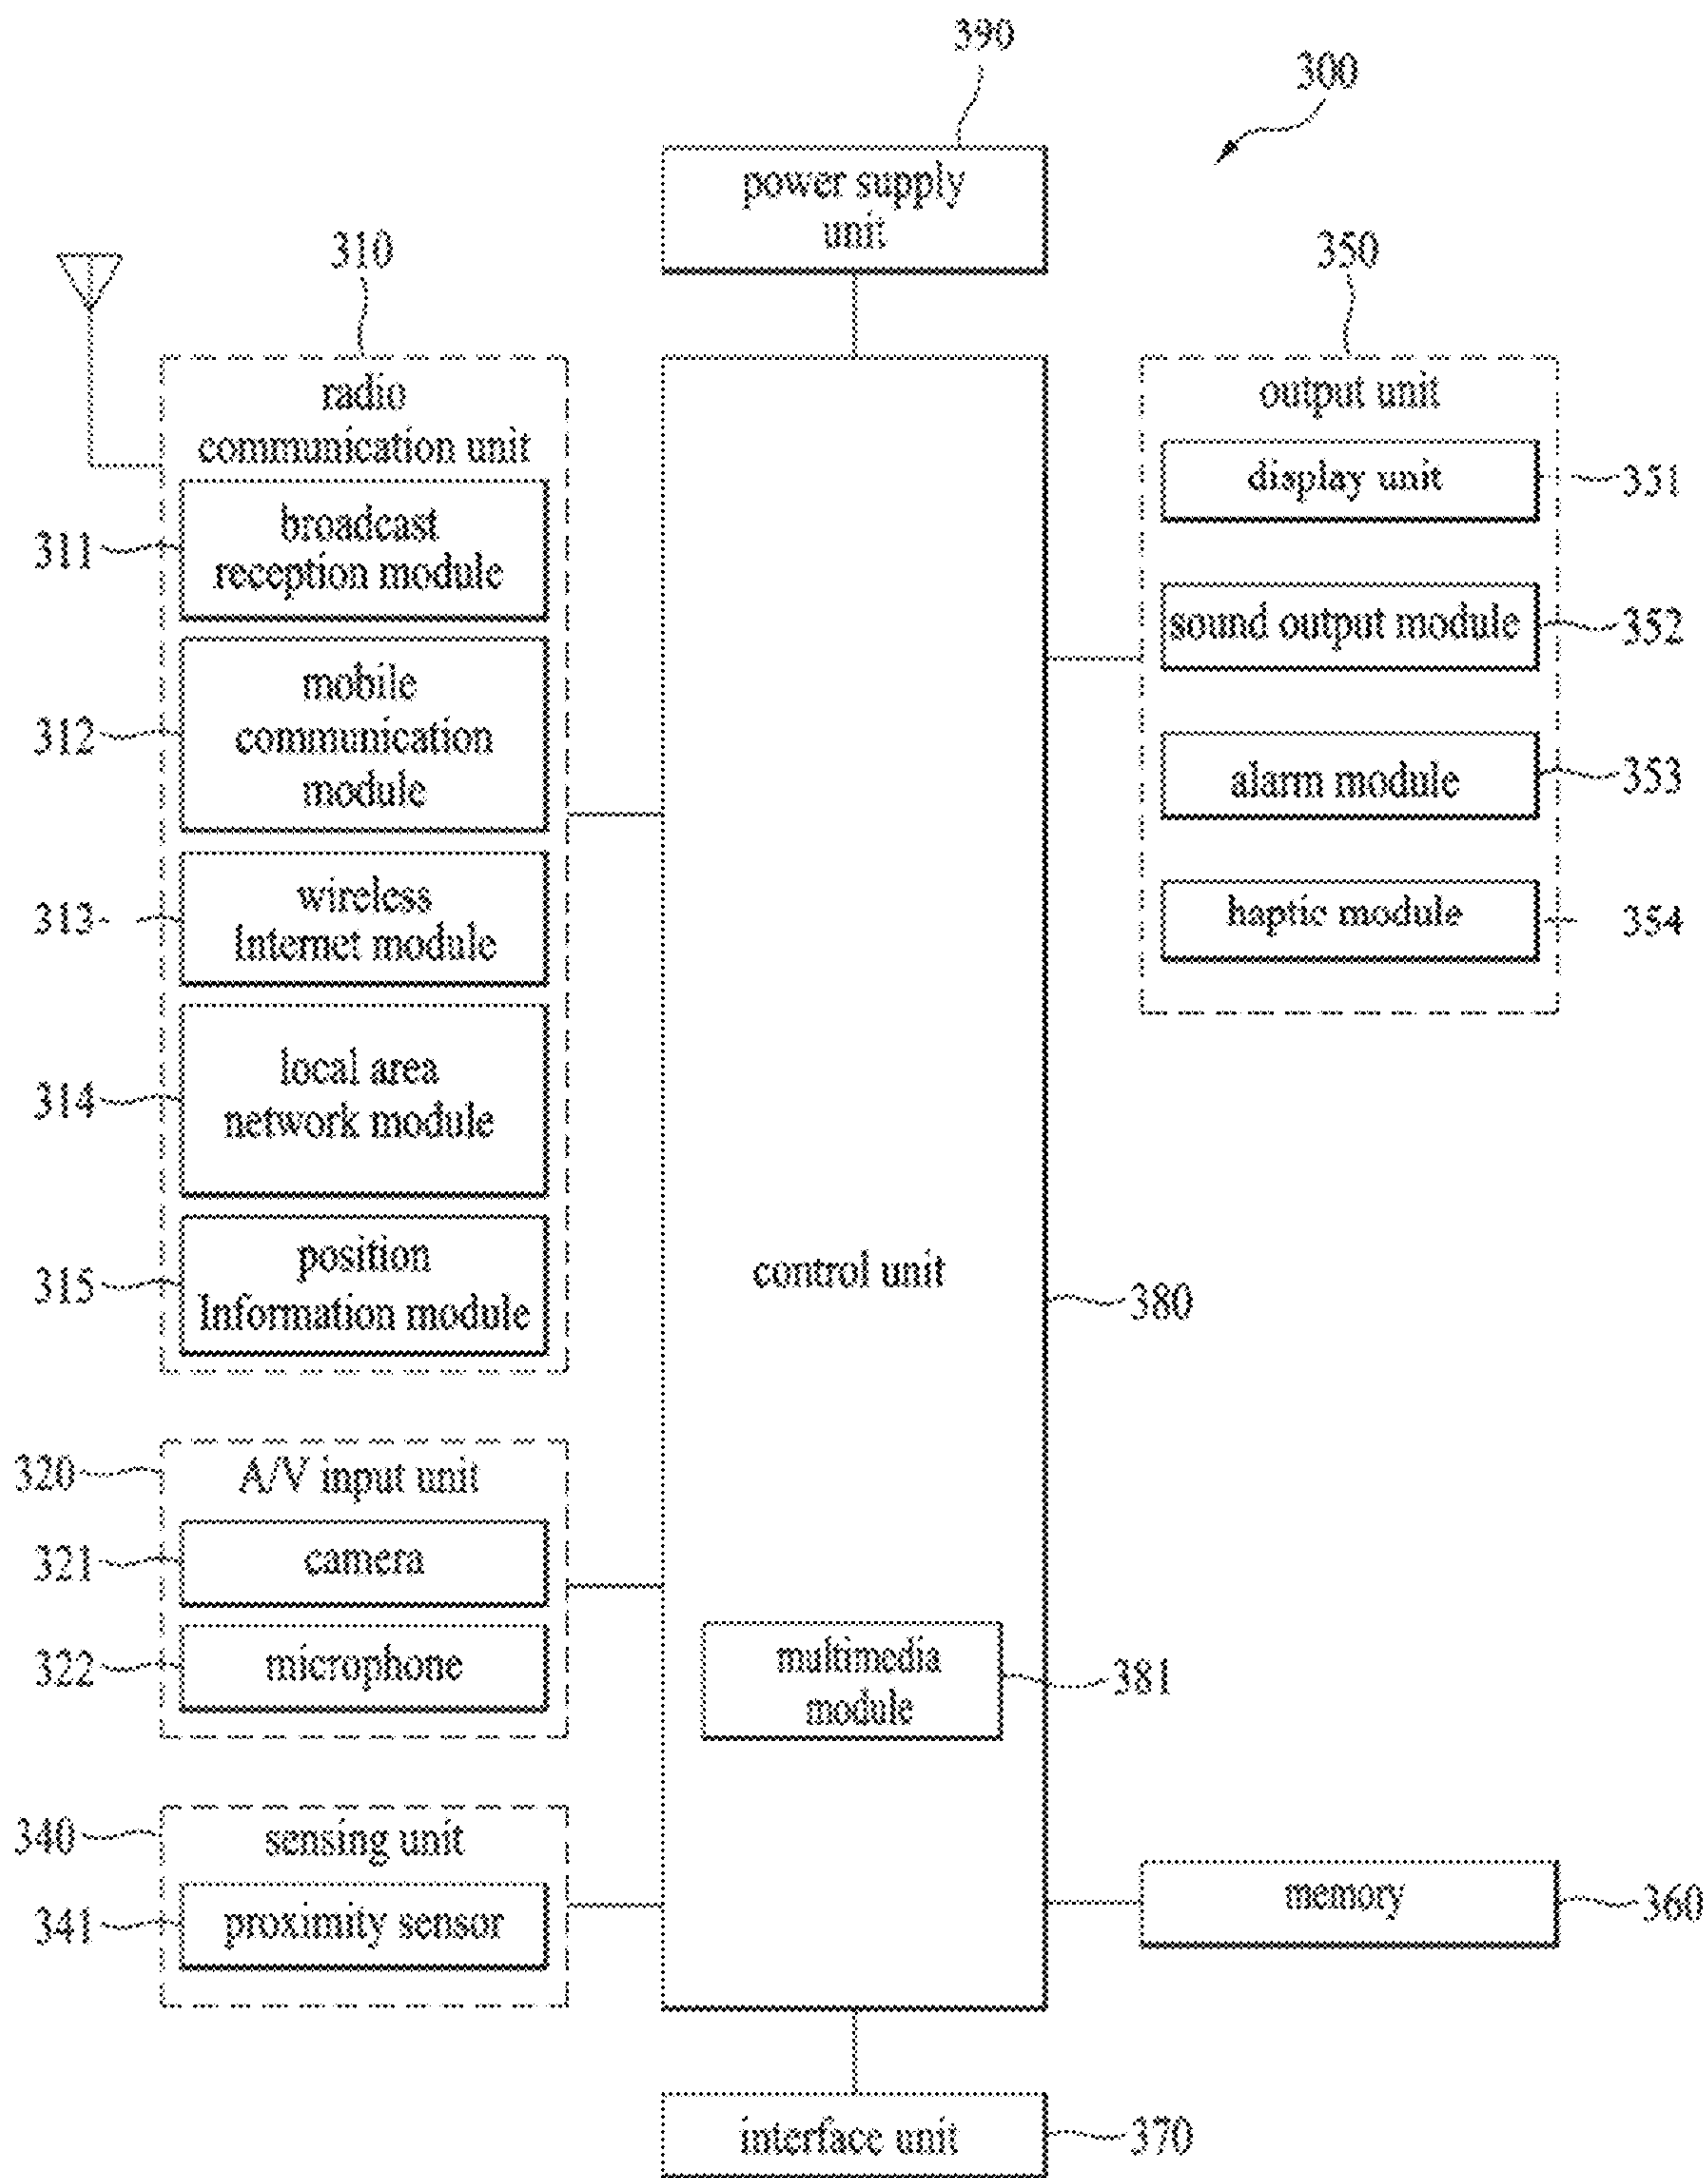 390
300
power supply
unit
310
350
radio
communication unit
311
broadcast
reception module
312
mobile
communication
module
313
wireless
Internet module
314
local area
network module
315
position
Information module
output unit
display unit
351
sound output module
352
alarm module
353
haptic module
354
control unit
380
320
A/V input unit
321
camera
322
microphone
multimedia
module
381
340
sensing unit
341
proximity sensor
memory
360
interface unit
370